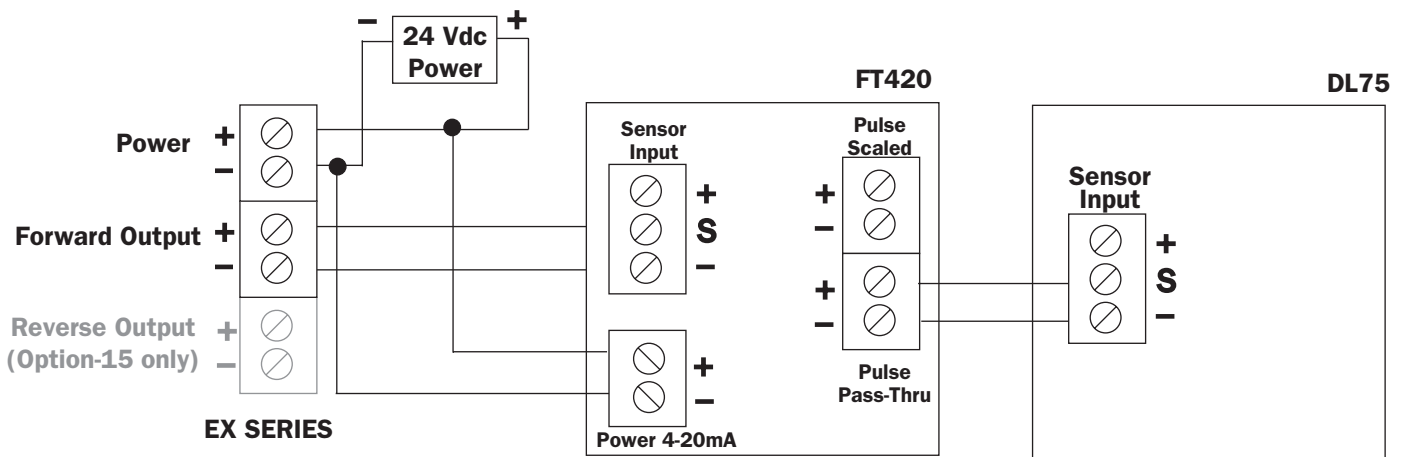 − 24 Vdc +
Power
FT420
DL75
Power + −
Forward Output + −
Reverse Output + −
(Option-15 only)
EX SERIES
Sensor
Input
+
S
−
+
−
Power 4-20mA
Pulse
Scaled
+
−
+
−
Pulse
Pass-Thru
Sensor
Input
+
S
−